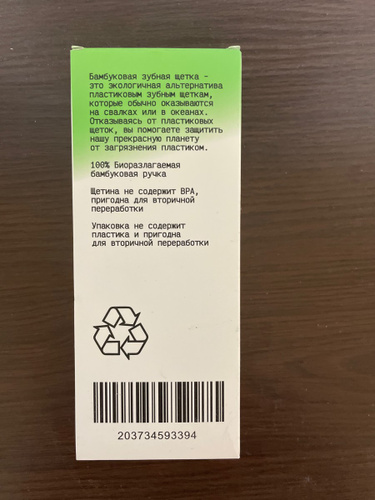 Бамбуковая зубная щетка -
это экологичная альтернатива
пластиковым зубным щеткам,
которые обычно оказываются
на свалках или в океанах.
Отказываясь от пластиковых
щеток, вы помогаете защитить
нашу прекрасную планету
от загрязнения пластиком.
100% Биоразлагаемая
бамбуковая ручка
Щетина не содержит BPA,
пригодна для вторичной
переработки
Упаковка не содержит
пластика и пригодна
для вторичной переработки
203734593394